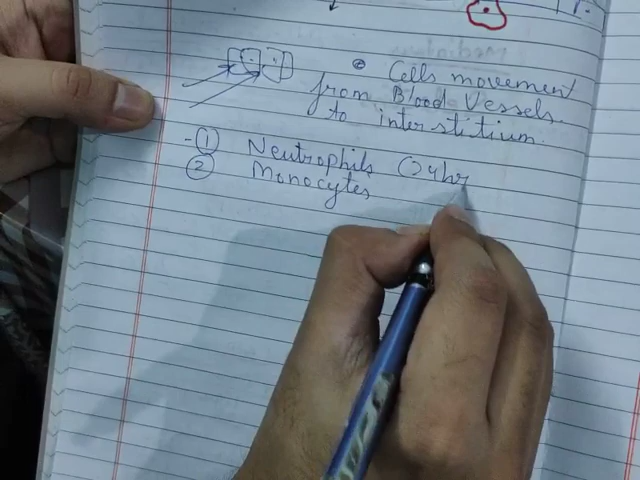 Cells movement
from Blood Vessels
to interstitium.
① Neutrophils (24hr
② Monocytes